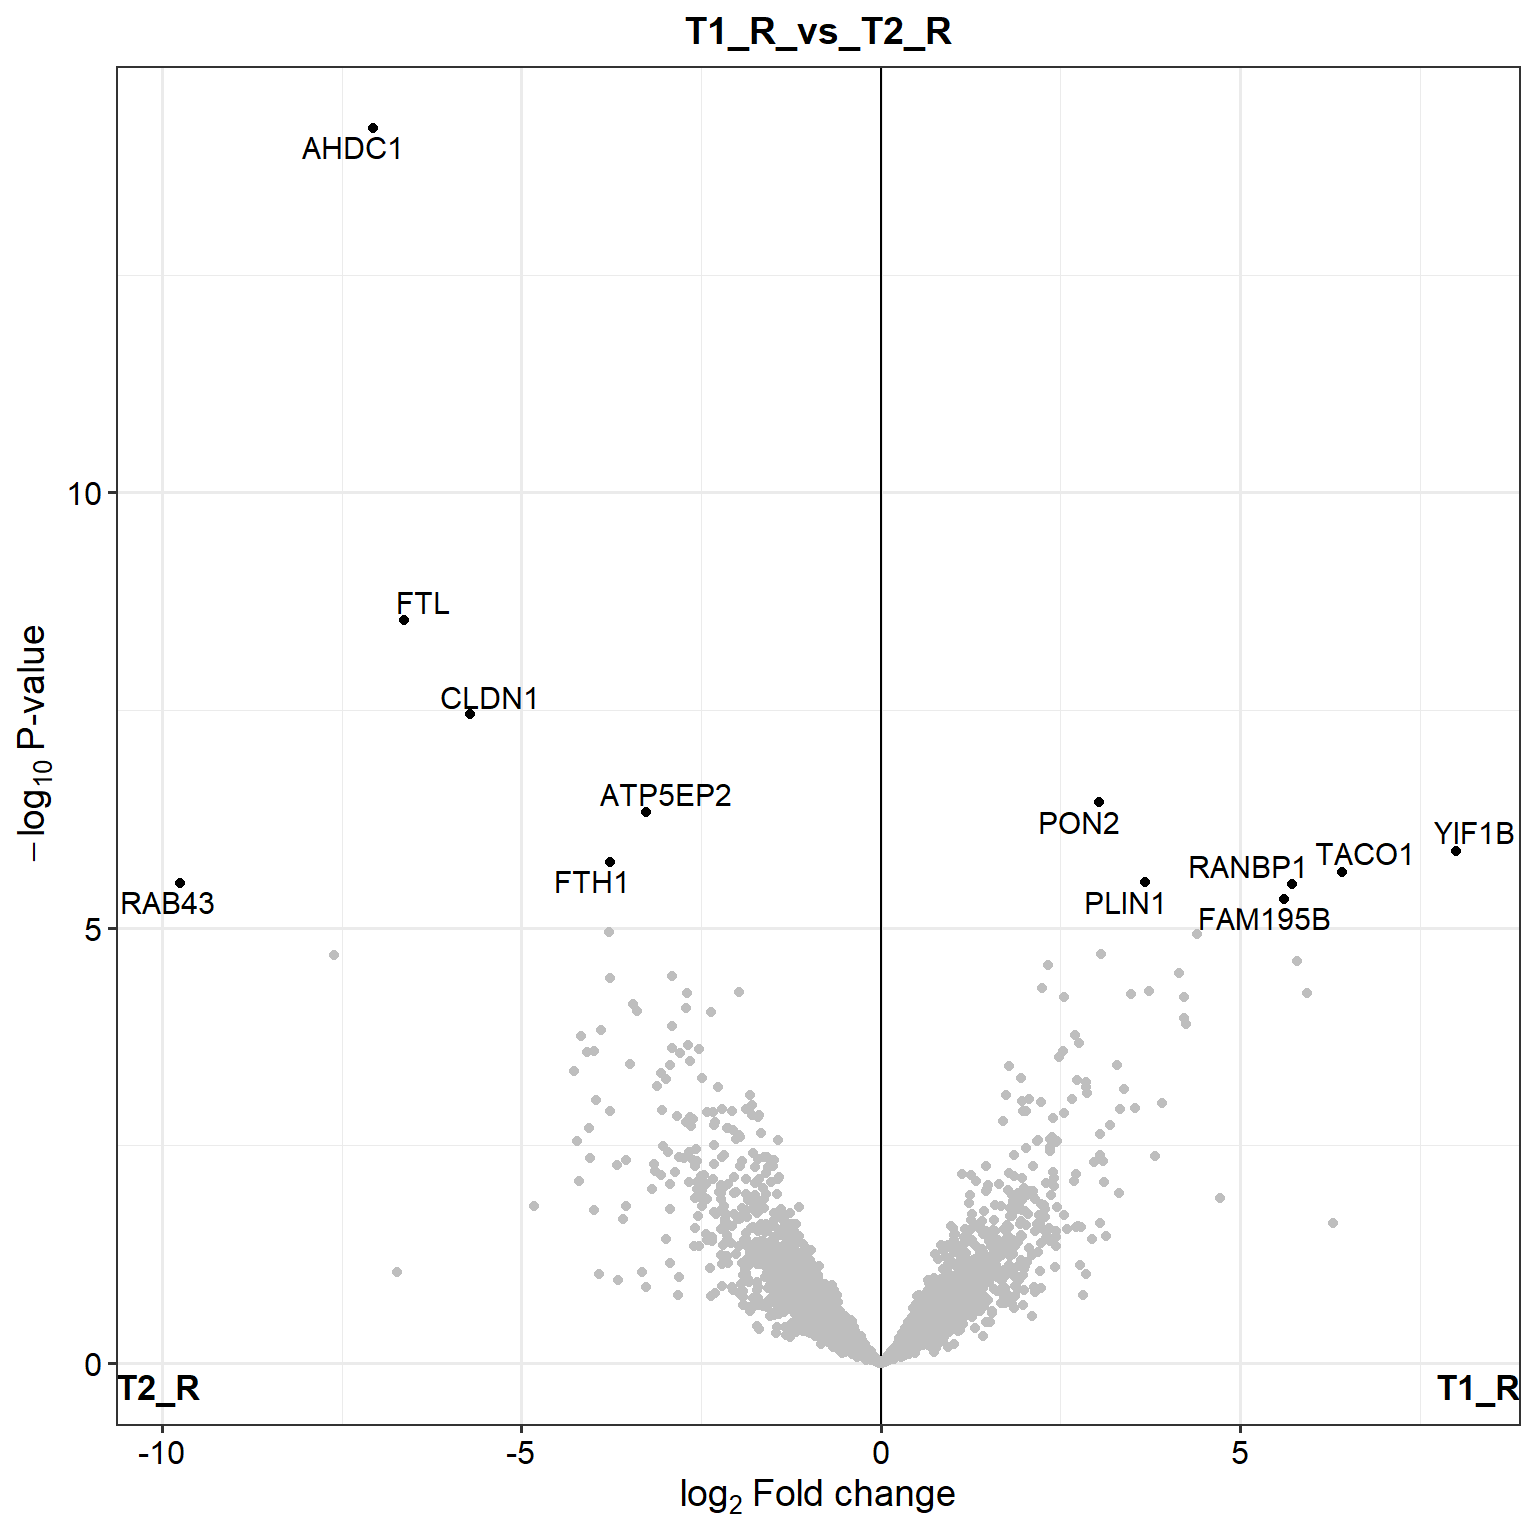 T1_R_vs_T2_R
AHDC1
10
FTL
CLDN1
ATP5EP2
PON2
YIF1B
TACO1
RANBP1
FTH1
PLIN1
RAB43
FAM195B
5
−log10 P-value
0
T2_R
T1_R
-10
-5
0
5
log2 Fold change